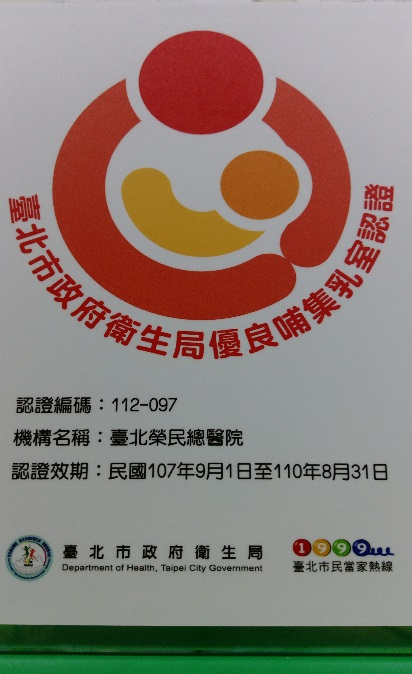 臺北市政府衛生局優良哺集乳室認證
認證編碼：112-097
機構名稱：臺北榮民總醫院
認證效期：民國107年9月1日至110年8月31日
臺北市政府衛生局
Department of Health, Taipei City Government
1999
臺北市民當家熱線